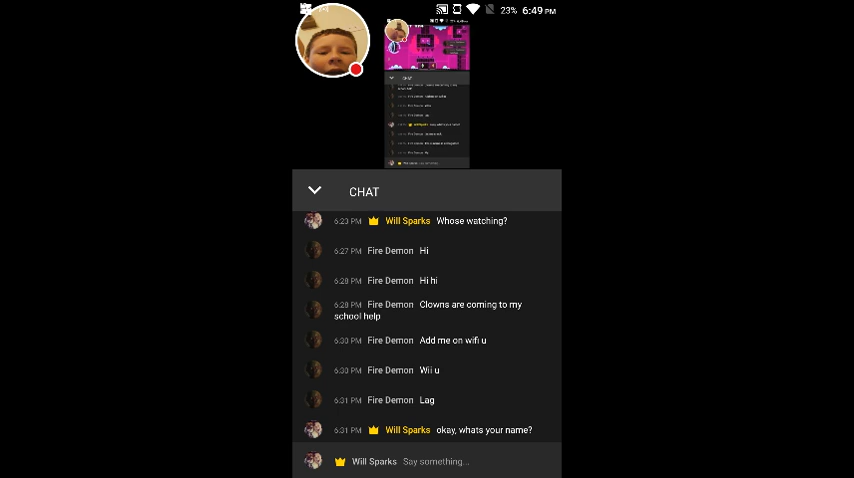 23% 6:49 PM
CHAT
CHAT
6:23 PM Will Sparks Whose watching?
6:27 PM Fire Demon Hi
6:28 PM Fire Demon Hi hi
6:28 PM Fire Demon Clowns are coming to my
school help
6:30 PM Fire Demon Add me on wifi u
6:30 PM Fire Demon Wii u
6:31 PM Fire Demon Lag
6:31 PM Will Sparks okay, whats your name?
Will Sparks Say something...